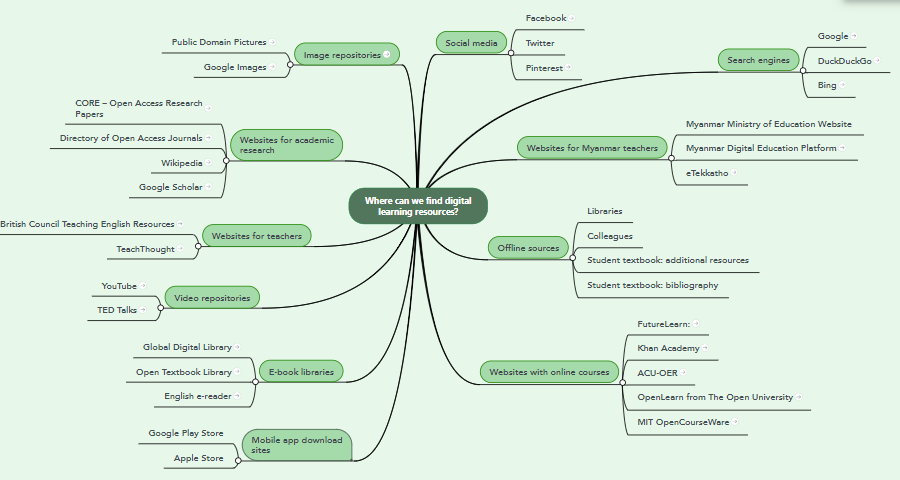 Where can we find digital
learning resources?
Image repositories
Public Domain Pictures
Google Images
Websites for academic
research
CORE – Open Access Research
Papers
Directory of Open Access Journals
Wikipedia
Google Scholar
Websites for teachers
British Council Teaching English Resources
TeachThought
Video repositories
YouTube
TED Talks
E-book libraries
Global Digital Library
Open Textbook Library
English e-reader
Mobile app download
sites
Google Play Store
Apple Store
Social media
Facebook
Twitter
Pinterest
Search engines
Google
DuckDuckGo
Bing
Websites for Myanmar teachers
Myanmar Ministry of Education Website
Myanmar Digital Education Platform
eTekkatho
Offline sources
Libraries
Colleagues
Student textbook: additional resources
Student textbook: bibliography
Websites with online courses
FutureLearn:
Khan Academy
ACU-OER
OpenLearn from The Open University
MIT OpenCourseWare